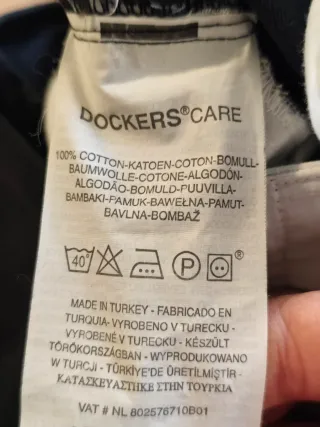 DOCKERS®CARE
100% COTTON-KATOEN-COTON-BOMULL-
BAUMWOLLE-COTONE-ALGODÓN-
ALGODÃO-BOMULD-PUUVILLA-
BAMBAKI-PAMUK-BAWEŁNA-PAMUT-
BAVLNA-BOMBAŽ
40° P ®
MADE IN TURKEY - FABRICADO EN
TURQUIA-VYROBENO V TURECKU -
VYROBENÉ V TURECKU - KÉSZÜLT
TÖRÖKORSZÁGBAN - WYPRODUKOWANO
W TURCJI - TÜRKİYE'DE ÜRETİLMİŞTİR -
ΚΑΤΑΣΚΕΥΑΣΤΗΚΕ ΣΤΗΝ ΤΟΥΡΚΙΑ
VAT # NL 802576710B01